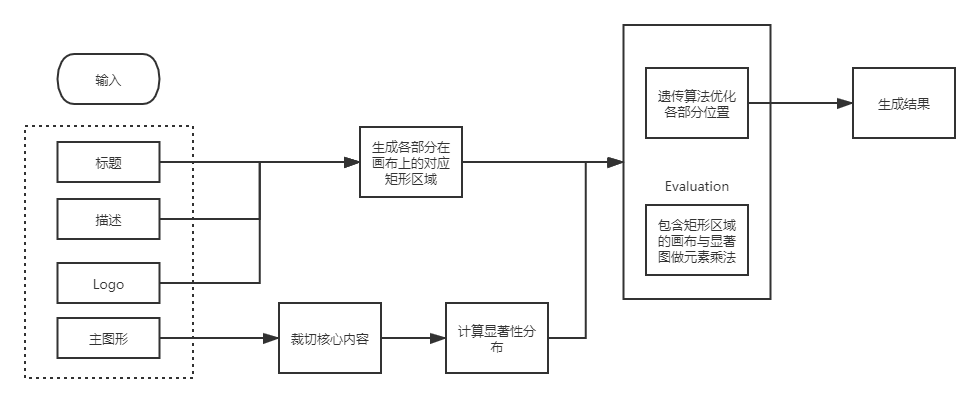 输入
标题
描述
Logo
主图形
生成各部分在
画布上的对应
矩形区域
裁切核心内容
计算显著性分
布
遗传算法优化
各部分位置
Evaluation
包含矩形区域
的画布与显著
图做元素乘法
生成结果